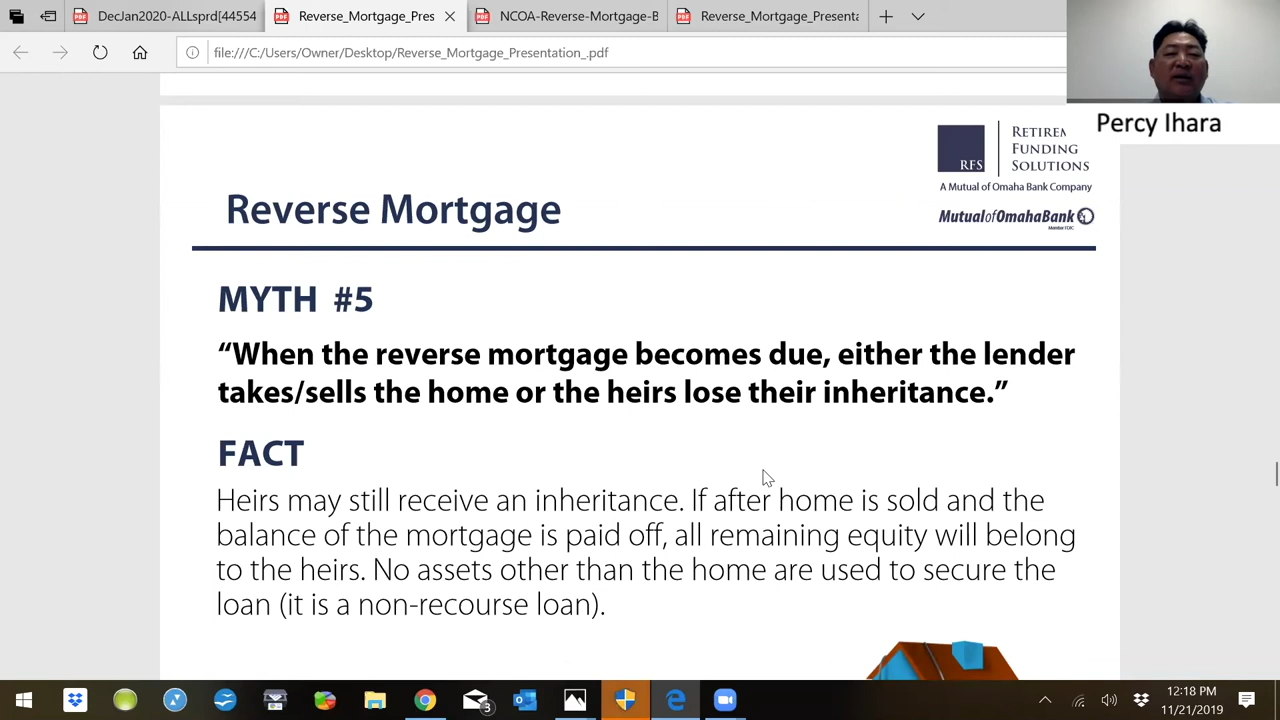 DecJan2020-ALLsprd[44554
Reverse_Mortgage_Pres
NCOA-Reverse-Mortgage-B
Reverse_Mortgage_Presenta
file:///C:/Users/Owner/Desktop/Reverse_Mortgage_Presentation_.pdf
Percy Ihara
RFS
RETIREM
FUNDING
SOLUTIONS
A Mutual of Omaha Bank Company
MutualofOmahaBank
Member FDIC
Reverse Mortgage
MYTH #5
“When the reverse mortgage becomes due, either the lender
takes/sells the home or the heirs lose their inheritance.”
FACT
Heirs may still receive an inheritance. If after home is sold and the
balance of the mortgage is paid off, all remaining equity will belong
to the heirs. No assets other than the home are used to secure the
loan (it is a non-recourse loan).
3
12:18 PM
11/21/2019